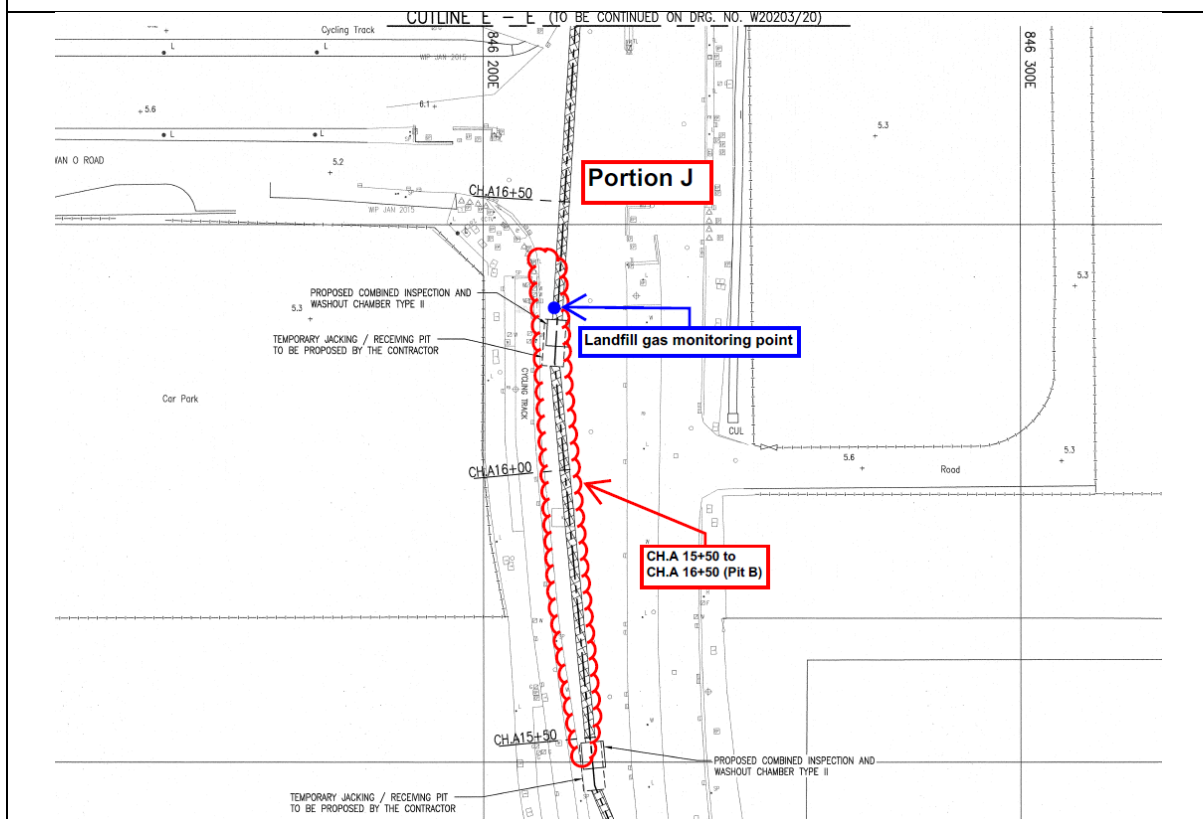 CUTLINE E - E (TO BE CONTINUED ON DRG. NO. W20203/20)
Cycling Track
846 200E
846 300E
L
L
WIP JAN 2015
5.6
6.1
5.3
L
L
WAN O ROAD
5.2
Portion J
CH.A16+50
WIP JAN 2015
PROPOSED COMBINED INSPECTION AND
WASHOUT CHAMBER TYPE II
5.3
5.3
TEMPORARY JACKING / RECEIVING PIT
TO BE PROPOSED BY THE CONTRACTOR
Landfill gas monitoring point
Car Park
CYCLING TRACK
CUL
CH.A16+00
5.6
Road
5.3
CH.A 15+50 to
CH.A 16+50 (Pit B)
CH.A15+50
PROPOSED COMBINED INSPECTION AND
WASHOUT CHAMBER TYPE II
TEMPORARY JACKING / RECEIVING PIT
TO BE PROPOSED BY THE CONTRACTOR